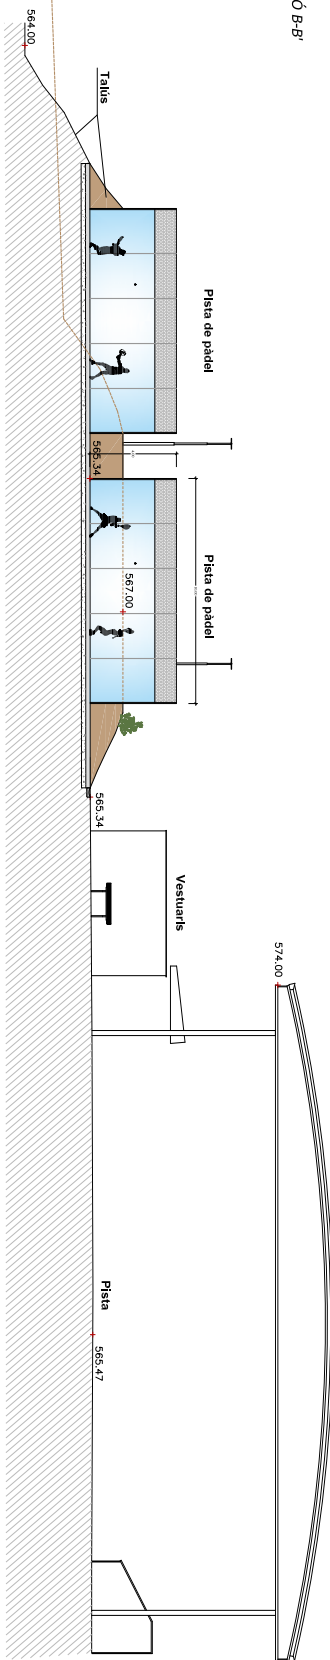 Ó B-B'
564.00
Talús
Pista de pàdel
565.34
567.00
Pista de pàdel
565.34
Vestuaris
574.00
Pista
565.47